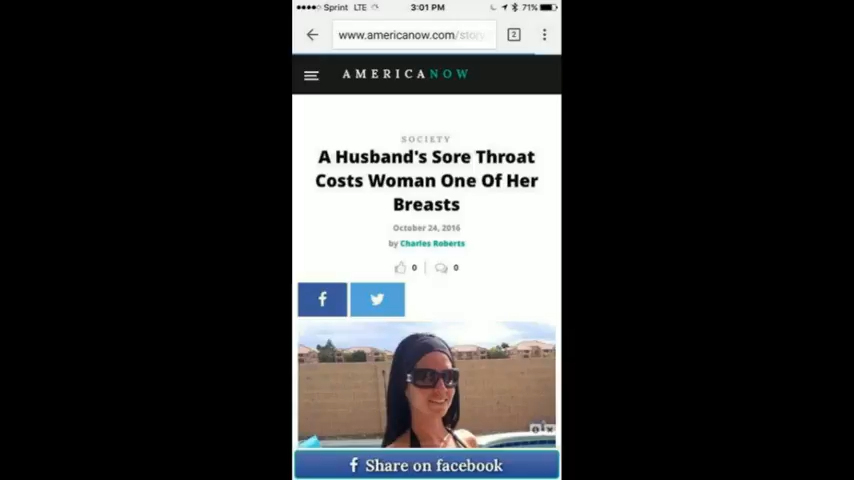 Sprint LTE 3:01 PM 71%
www.americanow.com/story 2
AMERICANOW
SOCIETY
A Husband's Sore Throat
Costs Woman One Of Her
Breasts
October 24, 2016
by Charles Roberts
0 0
Share on facebook